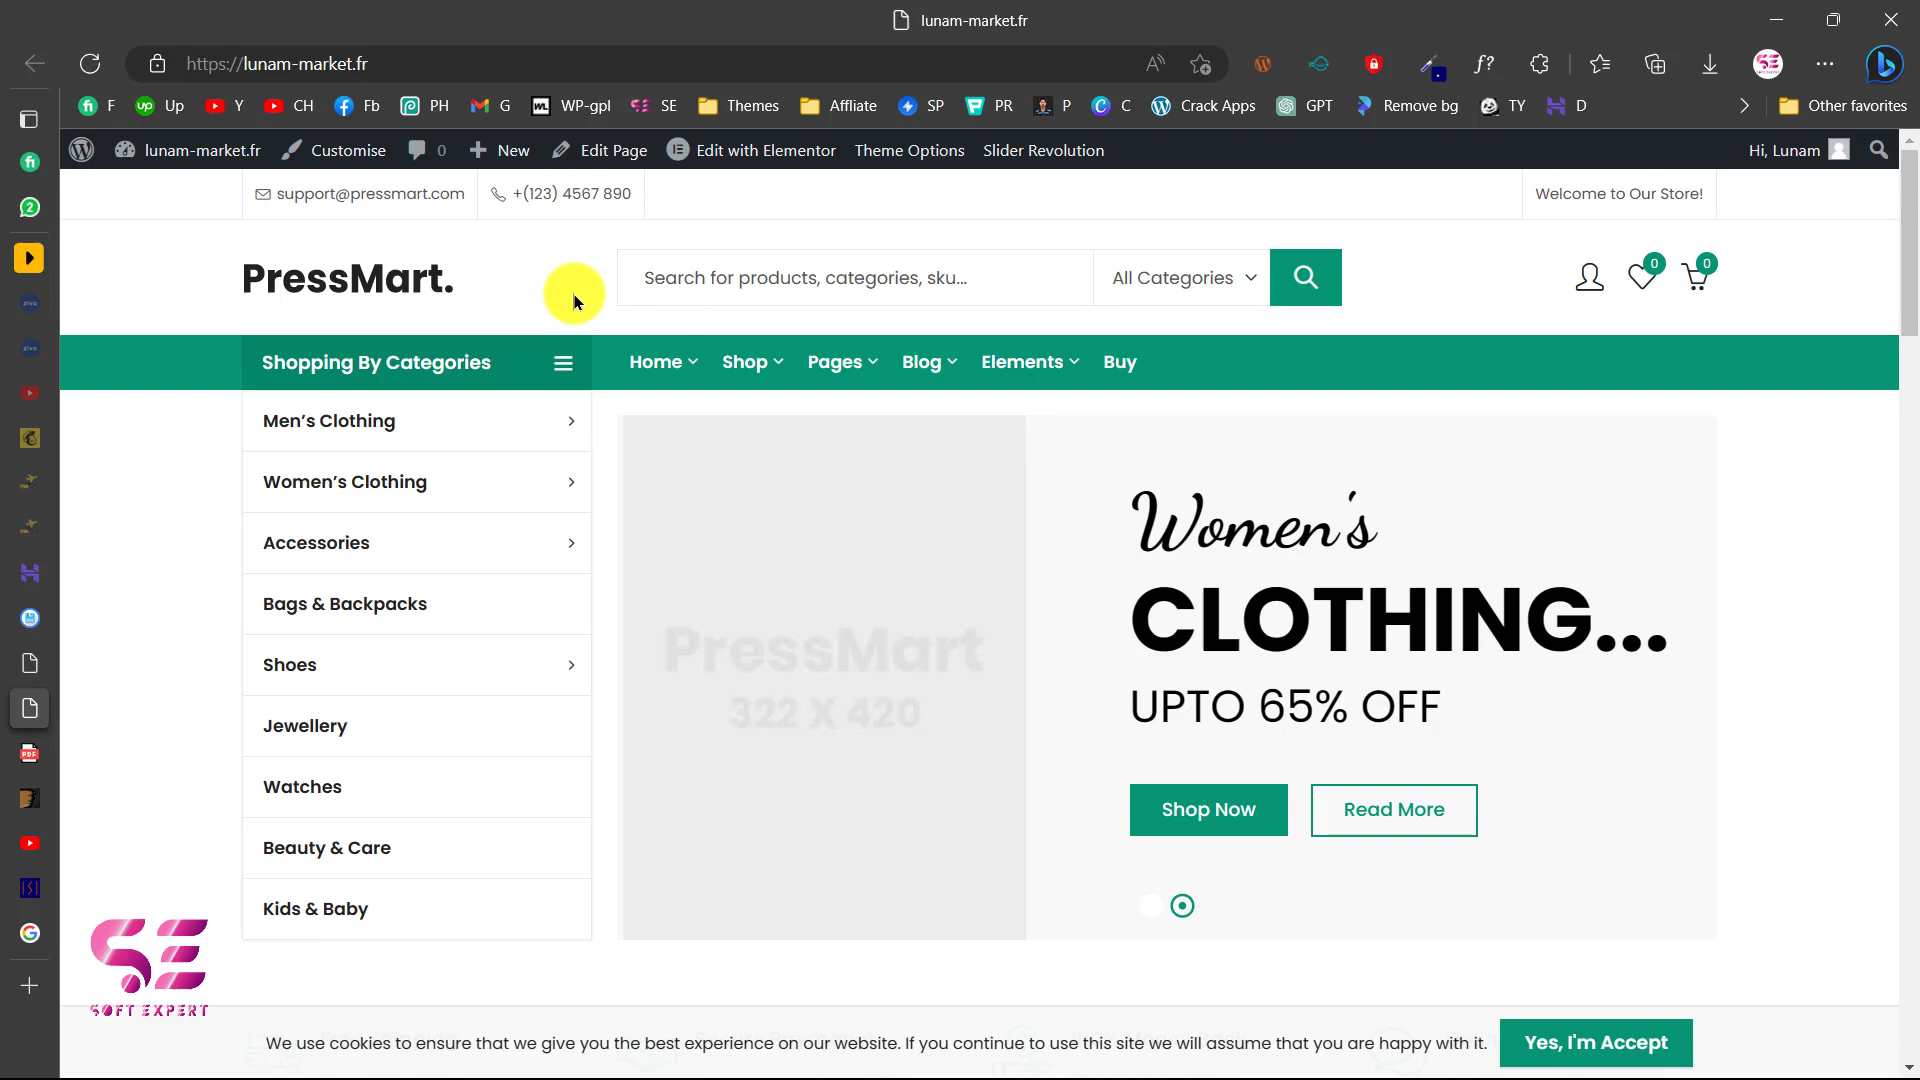 lunam-market.fr
https://lunam-market.fr
F Up Y CH Fb PH G WP-gpl SE Themes Affliate SP PR P C Crack Apps GPT Remove bg TY D Other favorites
lunam-market.fr Customise 0 New Edit Page Edit with Elementor Theme Options Slider Revolution Hi, Lunam
support@pressmart.com +(123) 4567 890 Welcome to Our Store!
PressMart. Search for products, categories, sku... All Categories 0 0
Shopping By Categories Home Shop Pages Blog Elements Buy
Men's Clothing
Women's Clothing
Accessories
Bags & Backpacks
Shoes
Jewellery
Watches
Beauty & Care
Kids & Baby
PressMart
322 X 420
Women's
CLOTHING...
UPTO 65% OFF
Shop Now Read More
SE
SOFT EXPERT
We use cookies to ensure that we give you the best experience on our website. If you continue to use this site we will assume that you are happy with it. Yes, I'm Accept